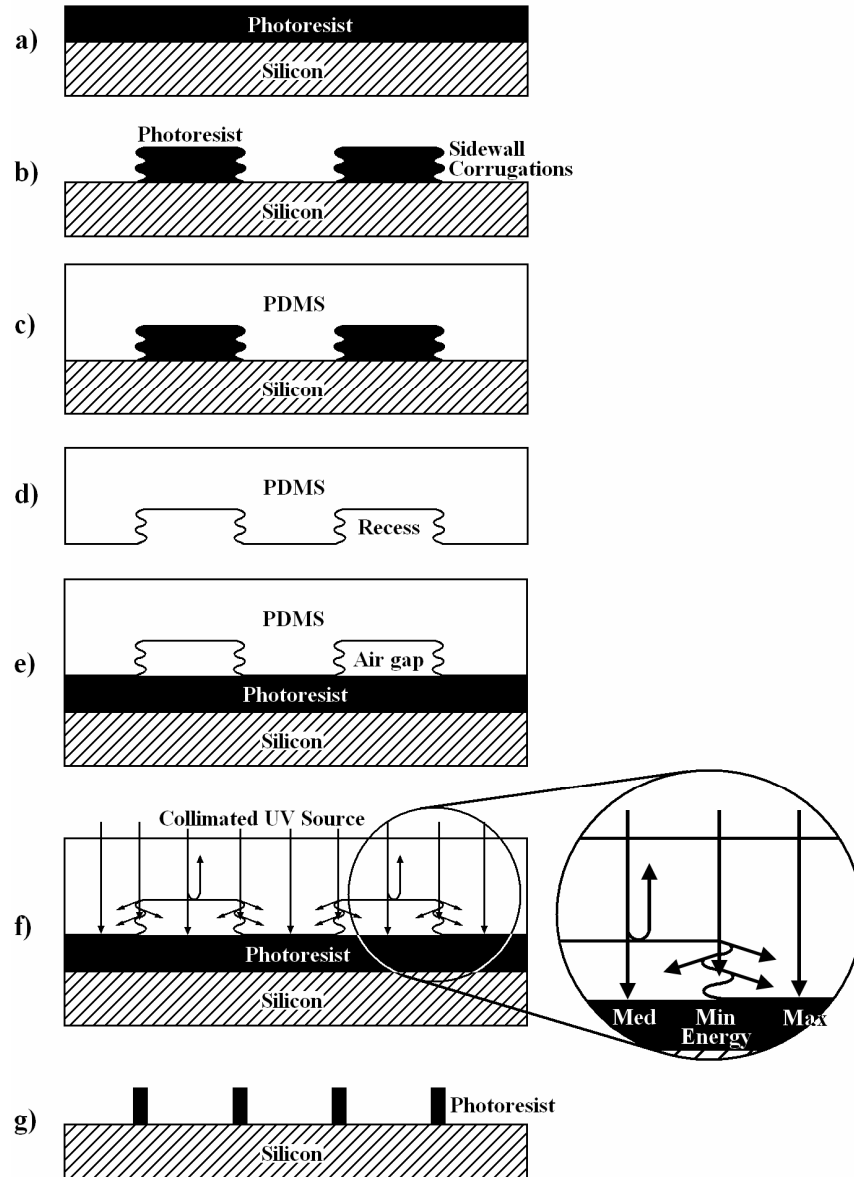 a)
Photoresist
Silicon
b)
Photoresist
Sidewall
Corrugations
Silicon
c)
PDMS
Silicon
d)
PDMS
Recess
e)
PDMS
Air gap
Photoresist
Silicon
f)
Collimated UV Source
Photoresist
Silicon
Med
Min
Max
Energy
g)
Photoresist
Silicon